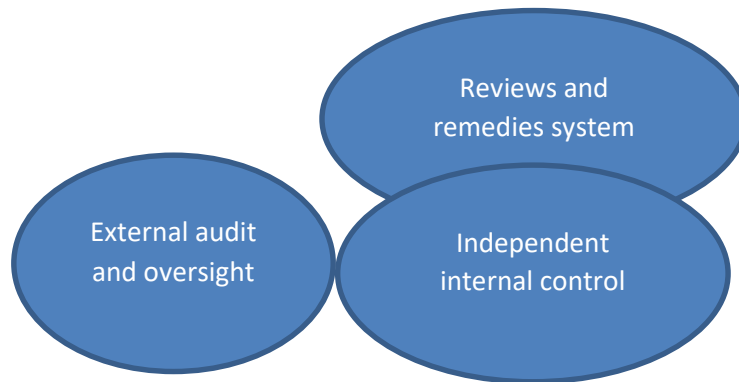 Reviews and
remedies system
External audit
and oversight
Independent
internal control